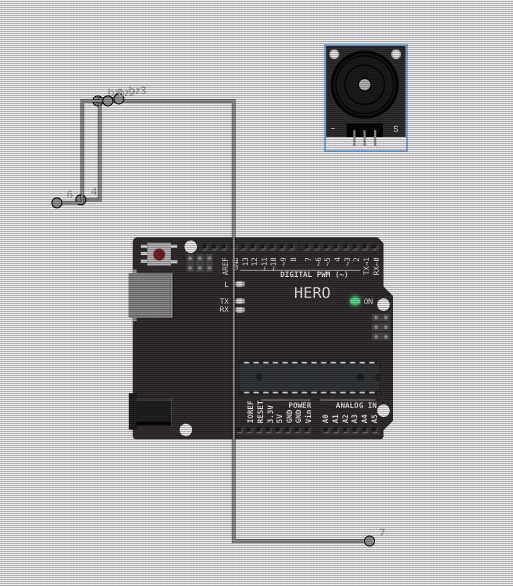 bz3
- S
6 4
AREF GND 13 12 ~11 ~10 ~9 8 7 ~6 ~5 4 ~3 2 TX→1 RX←0
DIGITAL PWM (~)
L
HERO
TX
RX
ON
IOREF RESET 3.3V 5V GND GND Vin A0 A1 A2 A3 A4 A5
POWER ANALOG IN
7